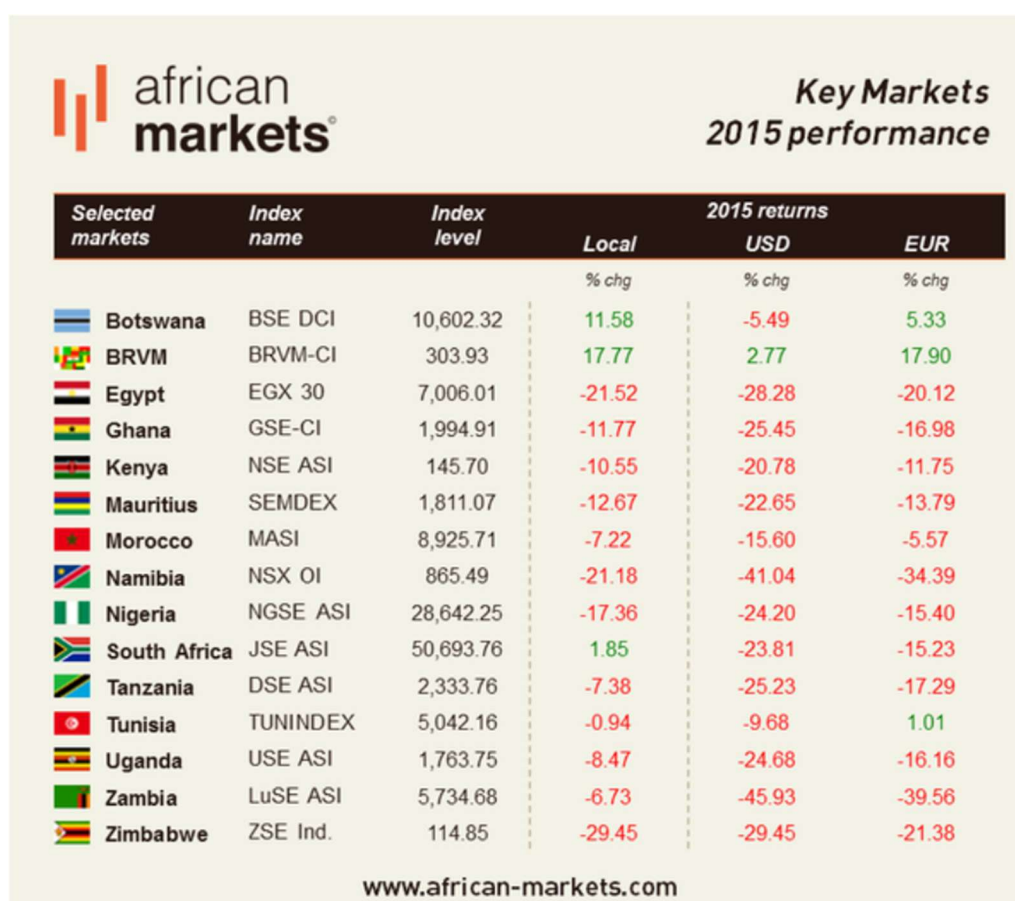 african
markets©
Key Markets
2015 performance
Selected markets Index name Index level 2015 returns
Local USD EUR
% chg % chg % chg
Botswana BSE DCI 10,602.32 11.58 -5.49 5.33
BRVM BRVM-CI 303.93 17.77 2.77 17.90
Egypt EGX 30 7,006.01 -21.52 -28.28 -20.12
Ghana GSE-CI 1,994.91 -11.77 -25.45 -16.98
Kenya NSE ASI 145.70 -10.55 -20.78 -11.75
Mauritius SEMDEX 1,811.07 -12.67 -22.65 -13.79
Morocco MASI 8,925.71 -7.22 -15.60 -5.57
Namibia NSX OI 865.49 -21.18 -41.04 -34.39
Nigeria NGSE ASI 28,642.25 -17.36 -24.20 -15.40
South Africa JSE ASI 50,693.76 1.85 -23.81 -15.23
Tanzania DSE ASI 2,333.76 -7.38 -25.23 -17.29
Tunisia TUNINDEX 5,042.16 -0.94 -9.68 1.01
Uganda USE ASI 1,763.75 -8.47 -24.68 -16.16
Zambia LuSE ASI 5,734.68 -6.73 -45.93 -39.56
Zimbabwe ZSE Ind. 114.85 -29.45 -29.45 -21.38
www.african-markets.com